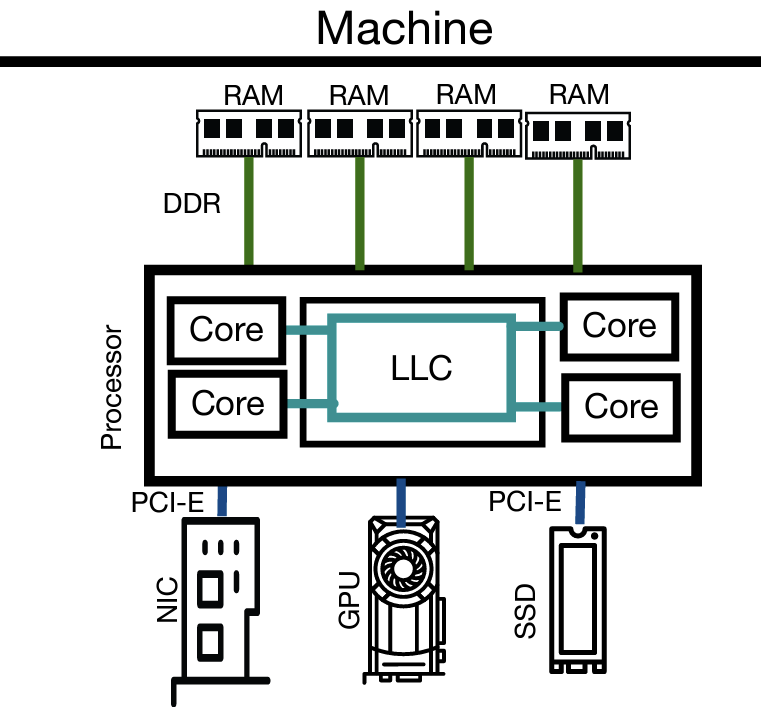 Machine
RAM
RAM
RAM
RAM
DDR
Processor
Core
Core
LLC
Core
Core
PCI-E
PCI-E
NIC
GPU
SSD